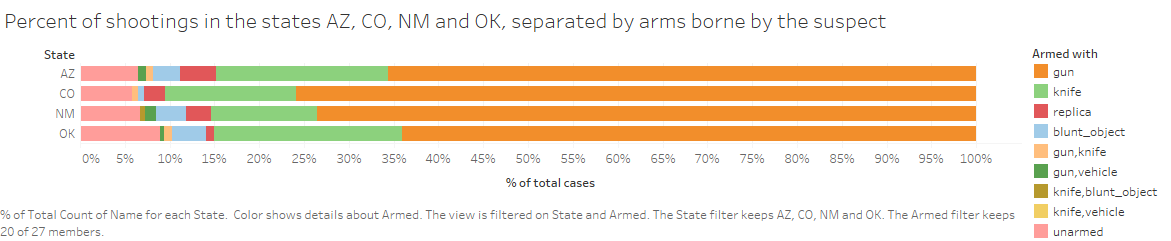 Percent of shootings in the states AZ, CO, NM and OK, separated by arms borne by the suspect
State
AZ
CO
NM
OK
0% 5% 10% 15% 20% 25% 30% 35% 40% 45% 50% 55% 60% 65% 70% 75% 80% 85% 90% 95% 100%
% of total cases
Armed with
gun
knife
replica
blunt_object
gun,knife
gun,vehicle
knife,blunt_object
knife,vehicle
unarmed
% of Total Count of Name for each State. Color shows details about Armed. The view is filtered on State and Armed. The State filter keeps AZ, CO, NM and OK. The Armed filter keeps
20 of 27 members.